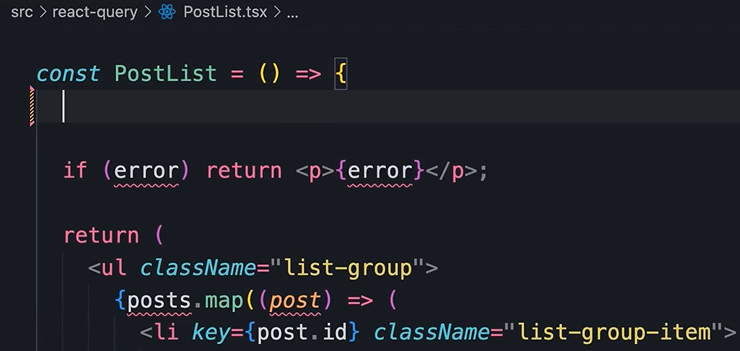 src > react-query > PostList.tsx > ...
const PostList = () => {
if (error) return <p>{error}</p>;
return (
<ul className="list-group">
{posts.map((post) => (
<li key={post.id} className="list-group-item">